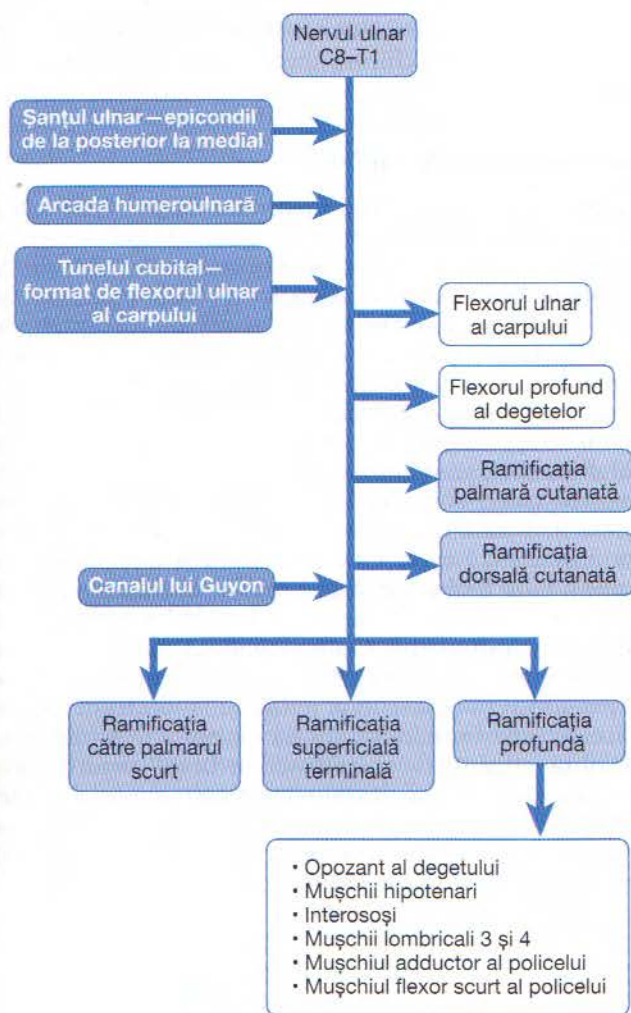 Nervul ulnar
C8–T1
Șanțul ulnar—epicondil
de la posterior la medial
Arcada humeroulnară
Tunelul cubital—
format de flexorul ulnar
al carpului
Flexorul ulnar
al carpului
Flexorul profund
al degetelor
Ramificația
palmară cutanată
Ramificația
dorsală cutanată
Canalul lui Guyon
Ramificația
către palmarul
scurt
Ramificația
superficială
terminală
Ramificația
profundă
• Opozant al degetului
• Mușchii hipotenari
• Interosoși
• Mușchii lombricali 3 și 4
• Mușchiul adductor al policelui
• Mușchiul flexor scurt al policelui